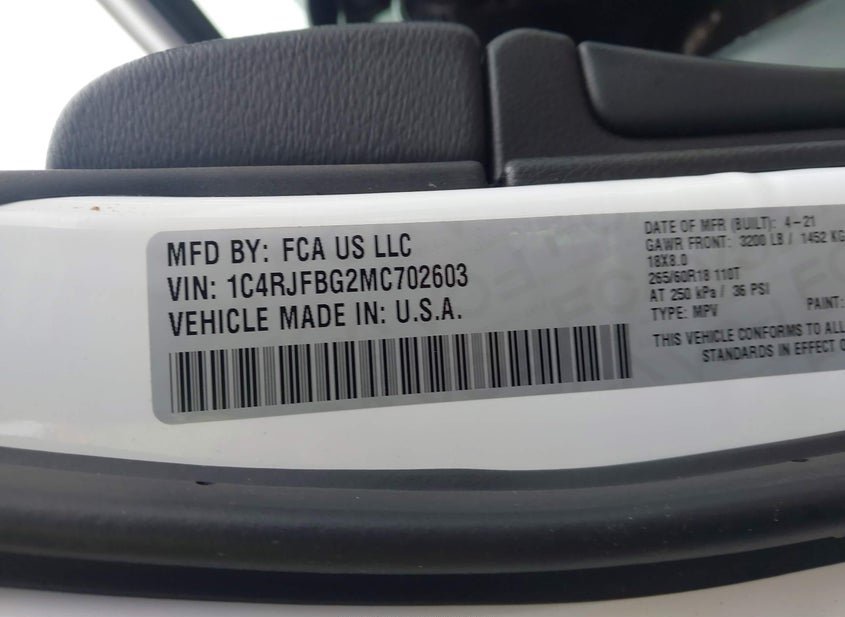 MFD BY: FCA US LLC
VIN: 1C4RJFBG2MC702603
VEHICLE MADE IN: U.S.A.
DATE OF MFR (BUILT): 4-21
GAWR FRONT: 3200 LB / 1452 KG
18X8.0
265/60R18 110T
AT 250 kPa / 36 PSI
TYPE: MPV PAINT:
THIS VEHICLE CONFORMS TO ALL
STANDARDS IN EFFECT